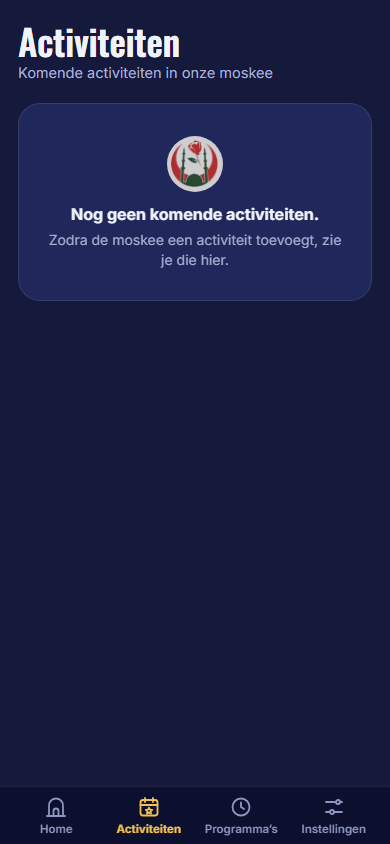 Activiteiten
Komende activiteiten in onze moskee
Nog geen komende activiteiten.
Zodra de moskee een activiteit toevoegt, zie
je die hier.
Home
Activiteiten
Programma's
Instellingen